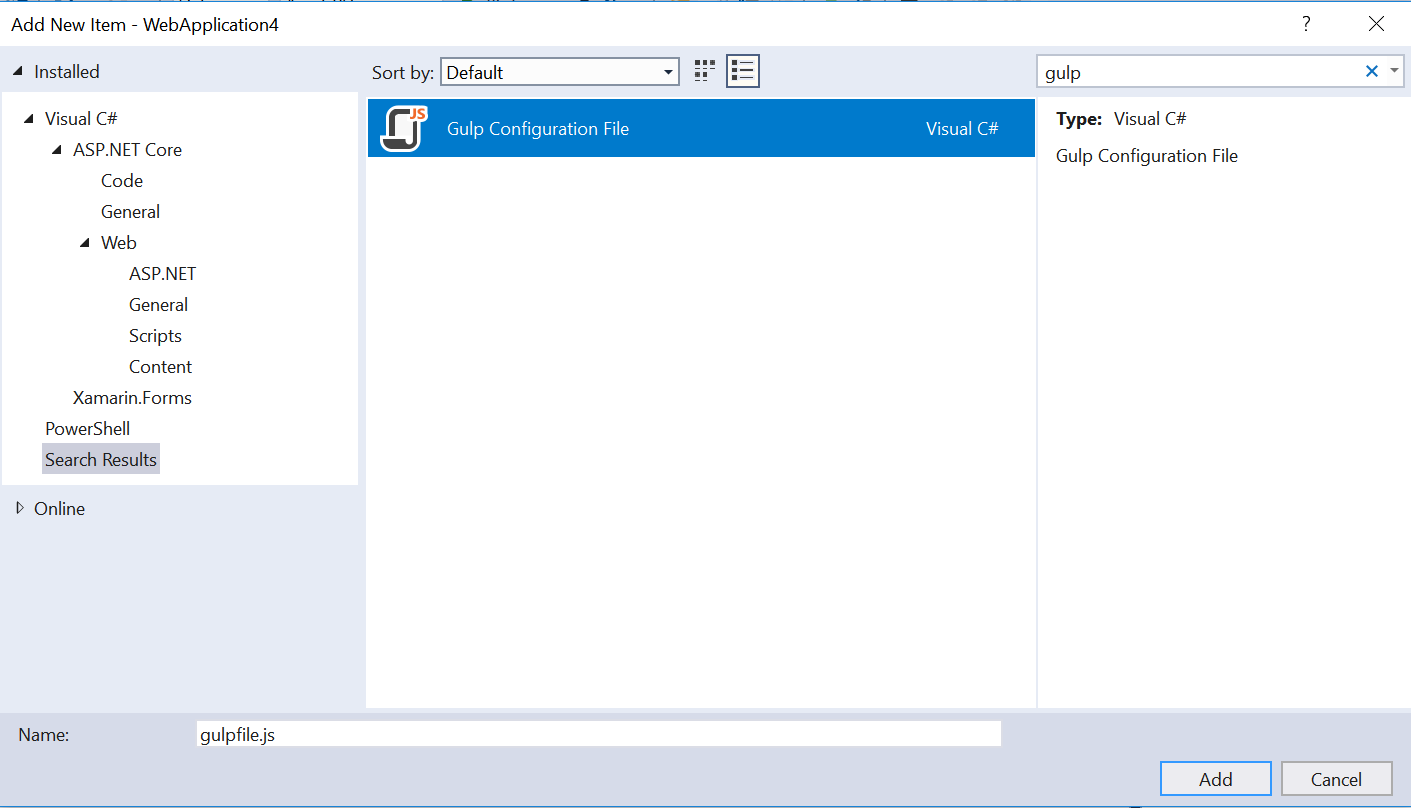 Add New Item - WebApplication4
?
Installed
Sort by: Default
gulp
Visual C#
ASP.NET Core
Code
General
Web
ASP.NET
General
Scripts
Content
Xamarin.Forms
PowerShell
Search Results
Online
JS
Gulp Configuration File Visual C#
Type: Visual C#
Gulp Configuration File
Name: gulpfile.js
Add Cancel